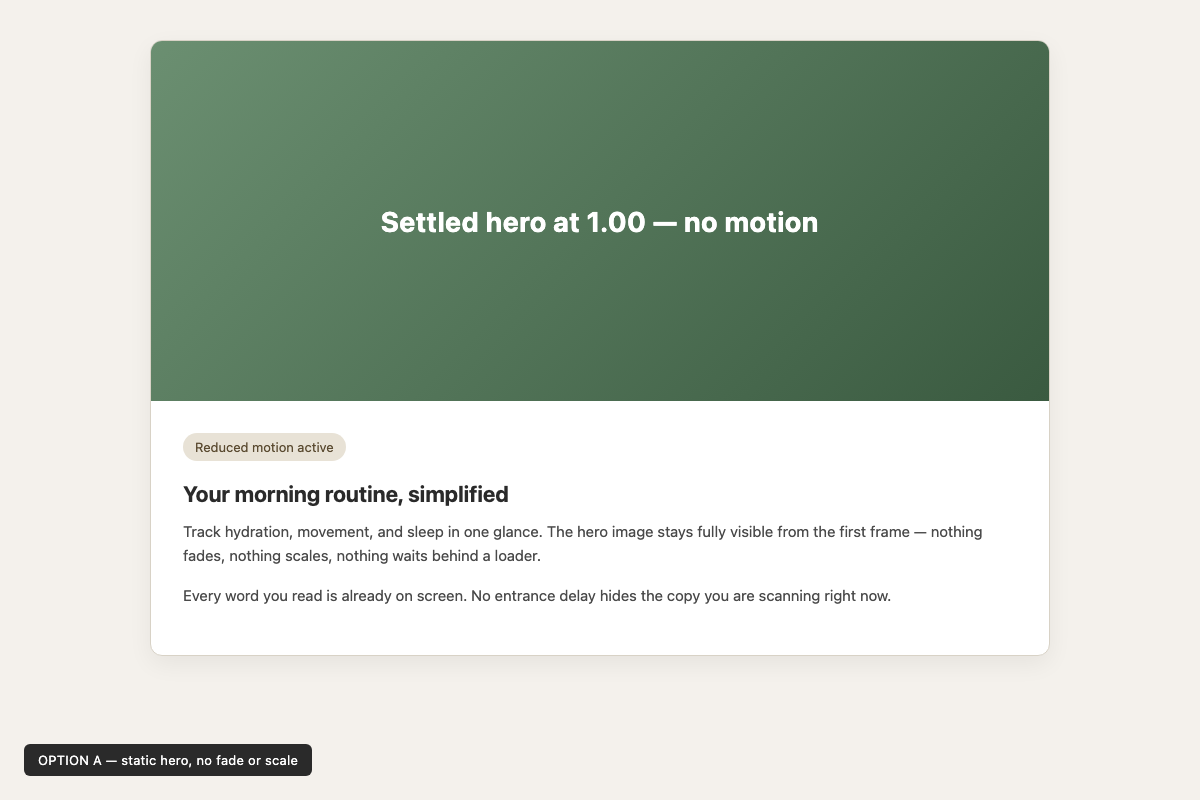 Settled hero at 1.00 — no motion
Reduced motion active
Your morning routine, simplified
Track hydration, movement, and sleep in one glance. The hero image stays fully visible from the first frame — nothing
fades, nothing scales, nothing waits behind a loader.
Every word you read is already on screen. No entrance delay hides the copy you are scanning right now.
OPTION A — static hero, no fade or scale